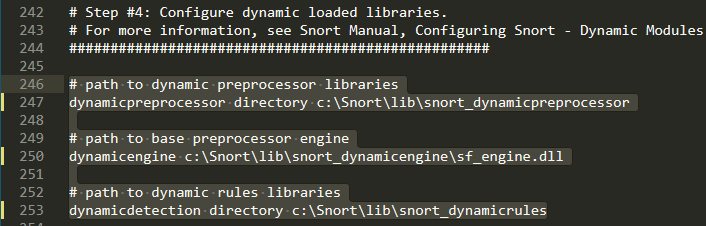 242 # Step #4: Configure dynamic loaded libraries.
243 # For more information, see Snort Manual, Configuring Snort - Dynamic Modules
244 ###################################################
245
246 # path to dynamic preprocessor libraries
247 dynamicpreprocessor directory c:\Snort\lib\snort_dynamicpreprocessor
248
249 # path to base preprocessor engine
250 dynamicengine c:\Snort\lib\snort_dynamicengine\sf_engine.dll
251
252 # path to dynamic rules libraries
253 dynamicdetection directory c:\Snort\lib\snort_dynamicrules